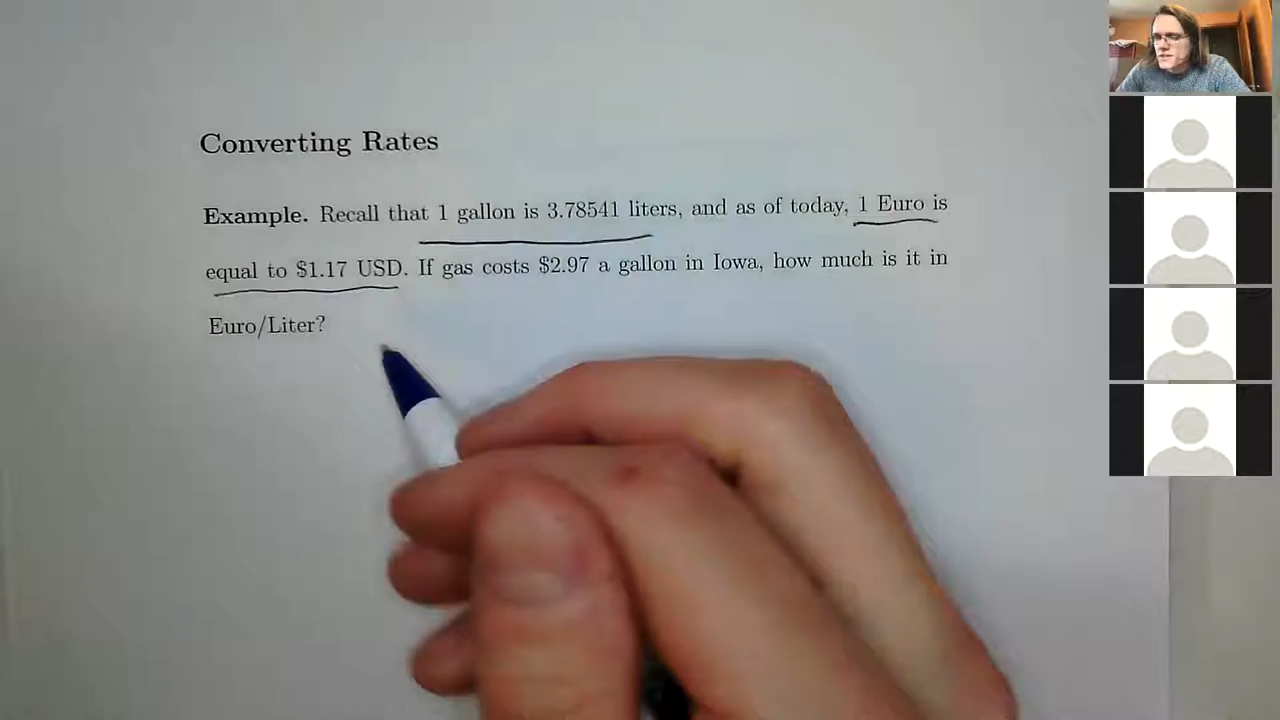 Converting Rates
Example. Recall that 1 gallon is 3.78541 liters, and as of today, 1 Euro is
equal to $1.17 USD. If gas costs $2.97 a gallon in Iowa, how much is it in
Euro/Liter?